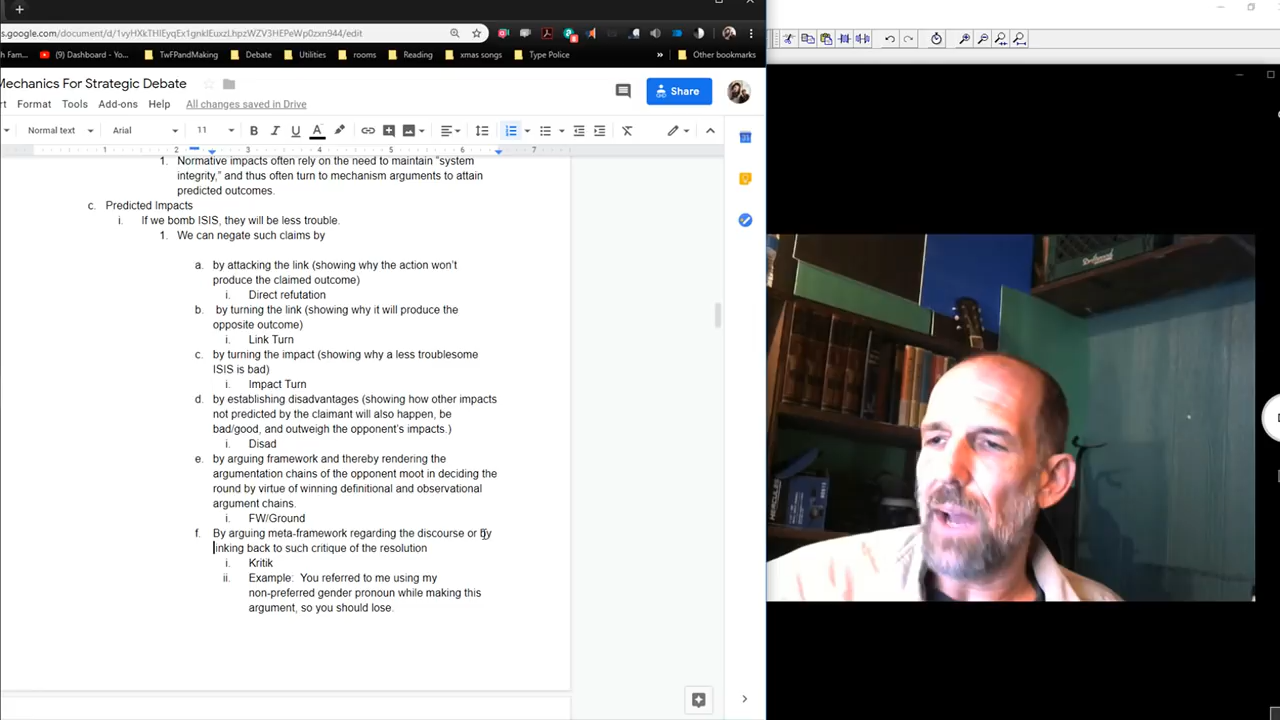 s.google.com/document/d/1vyHXkTHlEyqEx1gnklEuxzLhpzWZV3HEPeWp0zxn944/edit
ch Fam...
(9) Dashboard - Yo...
TwFPandMaking
Debate
Utilities
rooms
Reading
xmas songs
Type Police
»
Other bookmarks
Mechanics For Strategic Debate
Share
rt Format Tools Add-ons Help All changes saved in Drive
Normal text Arial 11 B I U A
1 2 3 4 5 6 7
1. Normative impacts often rely on the need to maintain “system
integrity,” and thus often turn to mechanism arguments to attain
predicted outcomes.
c. Predicted Impacts
i. If we bomb ISIS, they will be less trouble.
1. We can negate such claims by
a. by attacking the link (showing why the action won’t
produce the claimed outcome)
i. Direct refutation
b. by turning the link (showing why it will produce the
opposite outcome)
i. Link Turn
c. by turning the impact (showing why a less troublesome
ISIS is bad)
i. Impact Turn
d. by establishing disadvantages (showing how other impacts
not predicted by the claimant will also happen, be
bad/good, and outweigh the opponent’s impacts.)
i. Disad
e. by arguing framework and thereby rendering the
argumentation chains of the opponent moot in deciding the
round by virtue of winning definitional and observational
argument chains.
i. FW/Ground
f. By arguing meta-framework regarding the discourse or by
linking back to such critique of the resolution
i. Kritik
ii. Example: You referred to me using my
non-preferred gender pronoun while making this
argument, so you should lose.
HERCULES